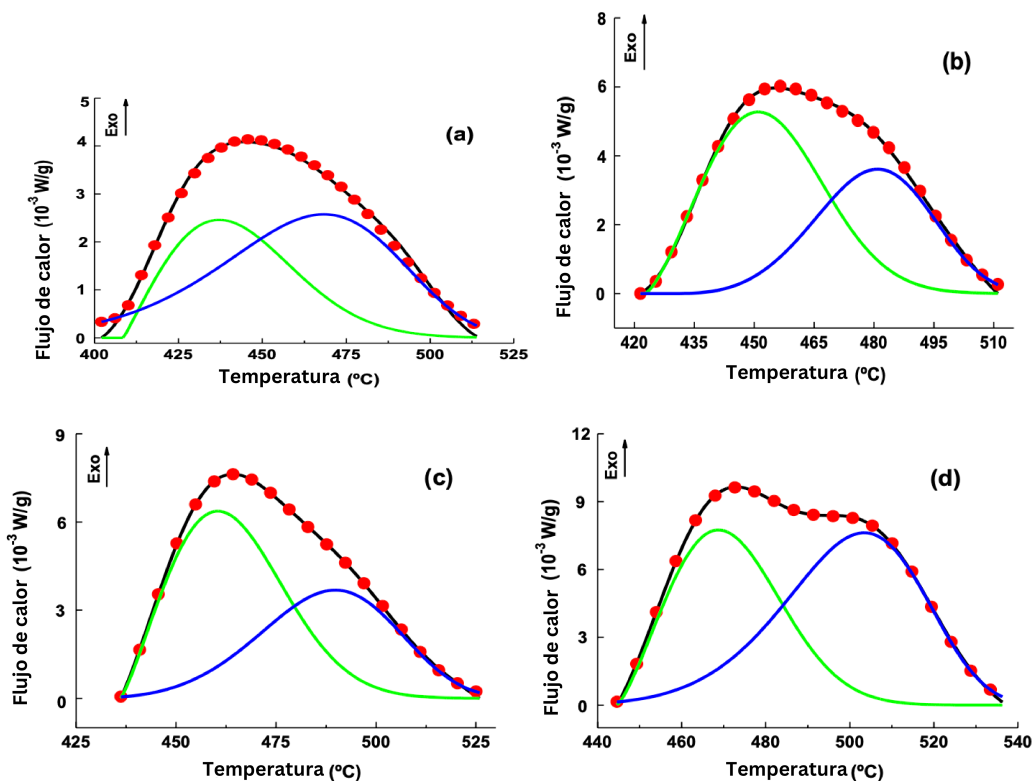 Exo
(a)
Flujo de calor (10⁻³ W/g)
5
4
3
2
1
0
402 425 450 475 500 525
Temperatura (ºC)
Exo
(b)
Flujo de calor (10⁻³ W/g)
8
6
4
2
0
420 435 450 465 480 495 510
Temperatura (ºC)
Exo
(c)
Flujo de calor (10⁻³ W/g)
9
6
3
0
425 450 475 500 525
Temperatura (ºC)
Exo
(d)
Flujo de calor (10⁻³ W/g)
12
9
6
3
0
440 460 480 500 520 540
Temperatura (ºC)